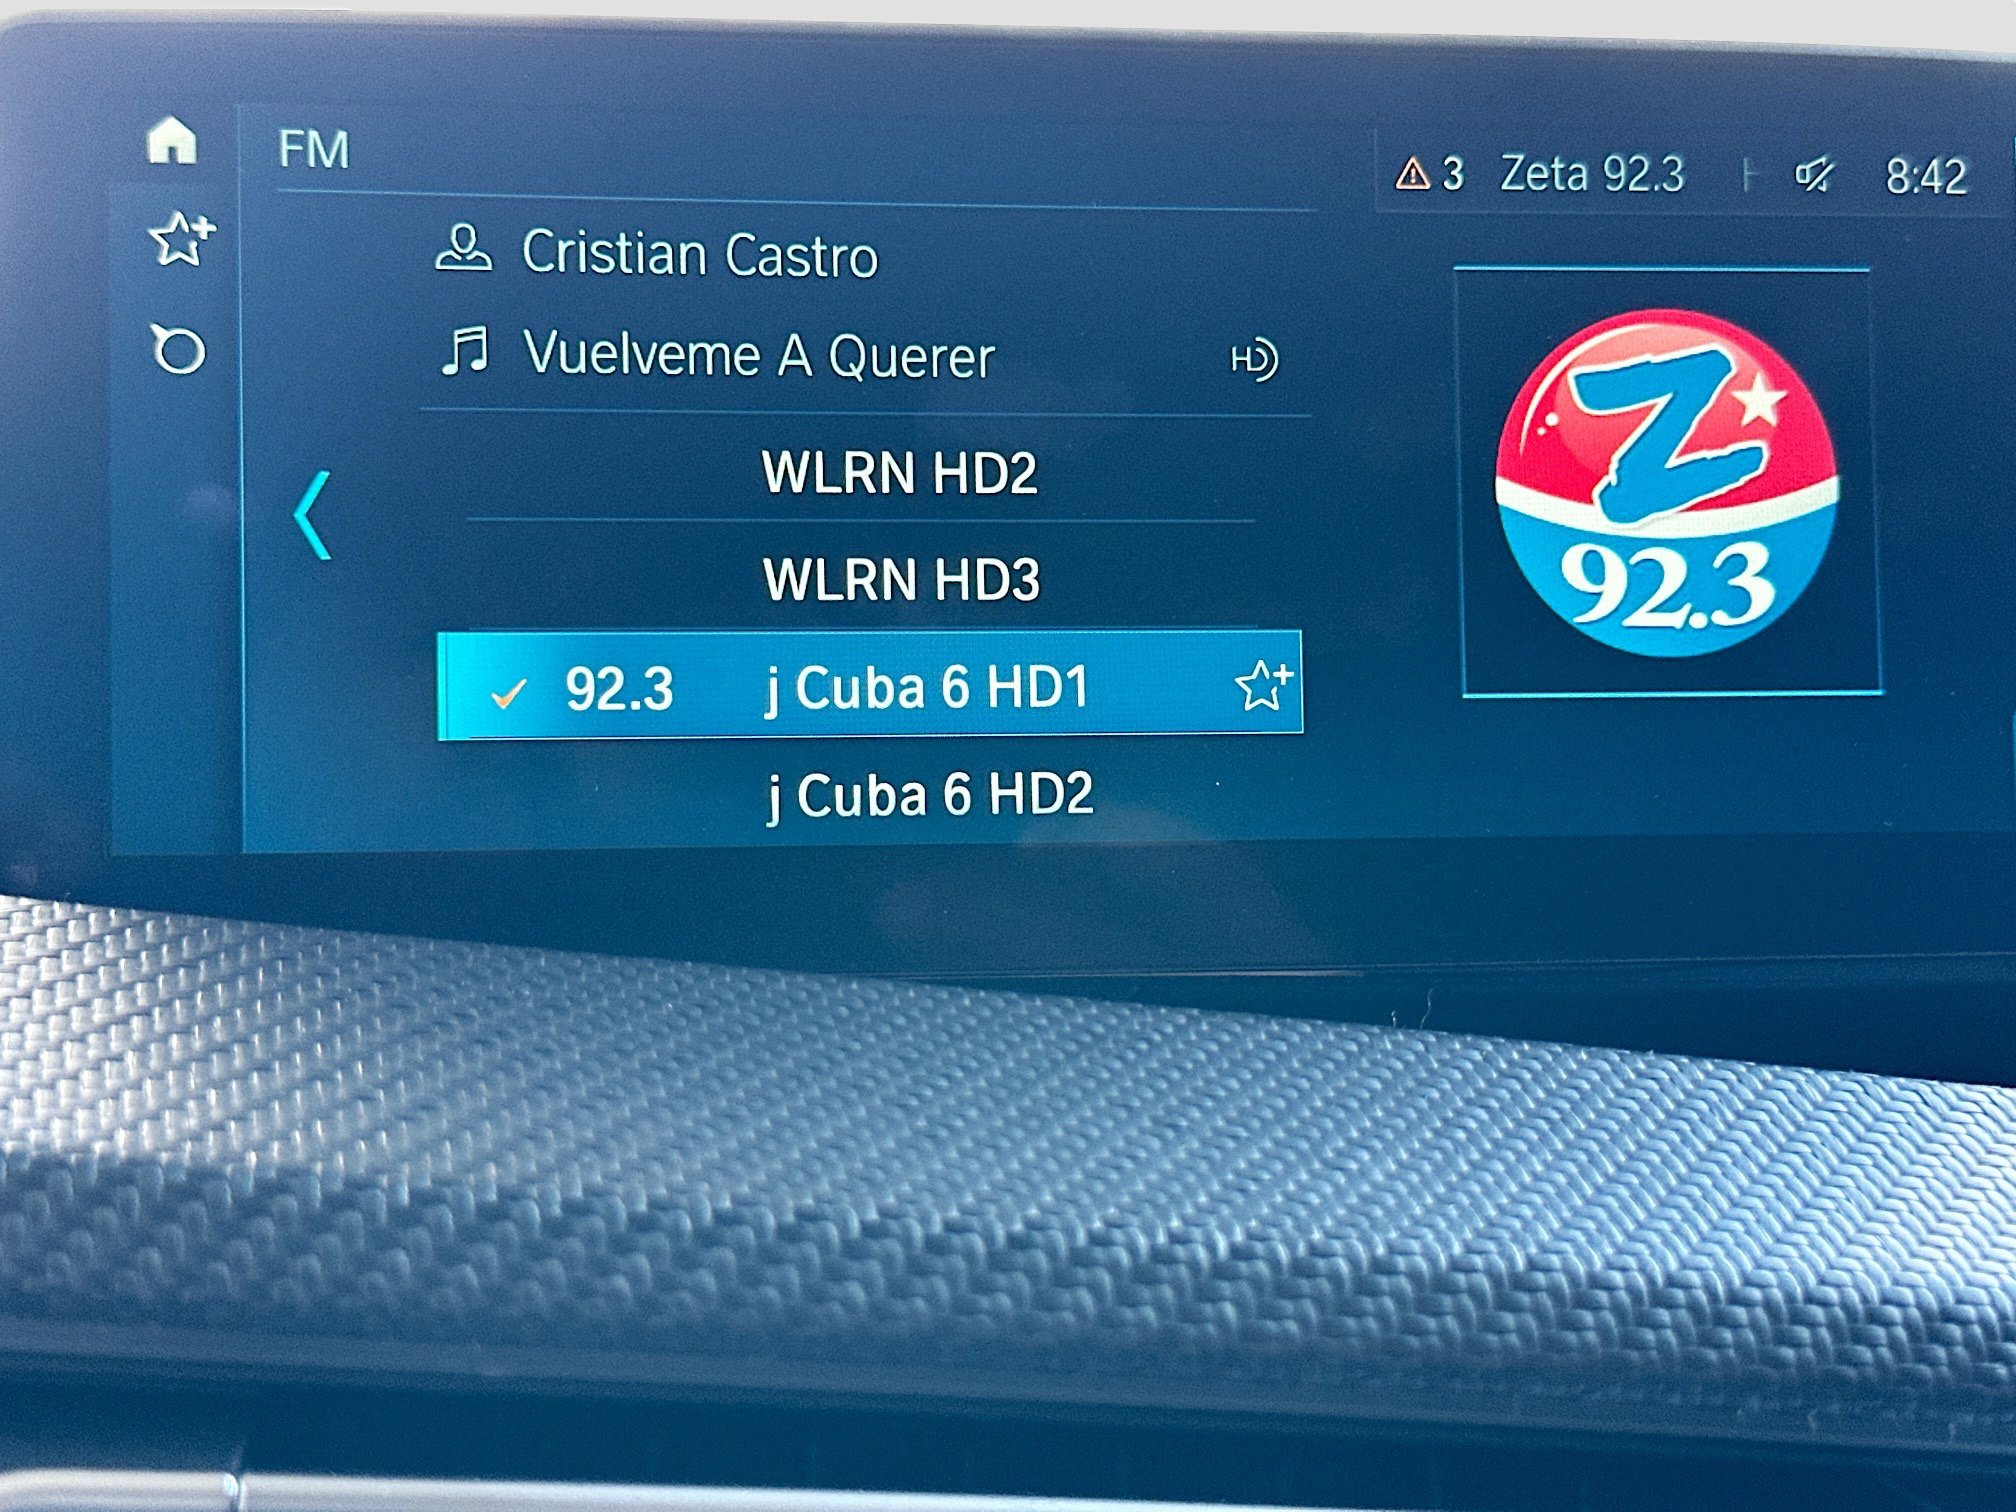 FM
3 Zeta 92.3 8:42
Cristian Castro
Vuelveme A Querer
HD
WLRN HD2
WLRN HD3
92.3 j Cuba 6 HD1
j Cuba 6 HD2
Z
92.3